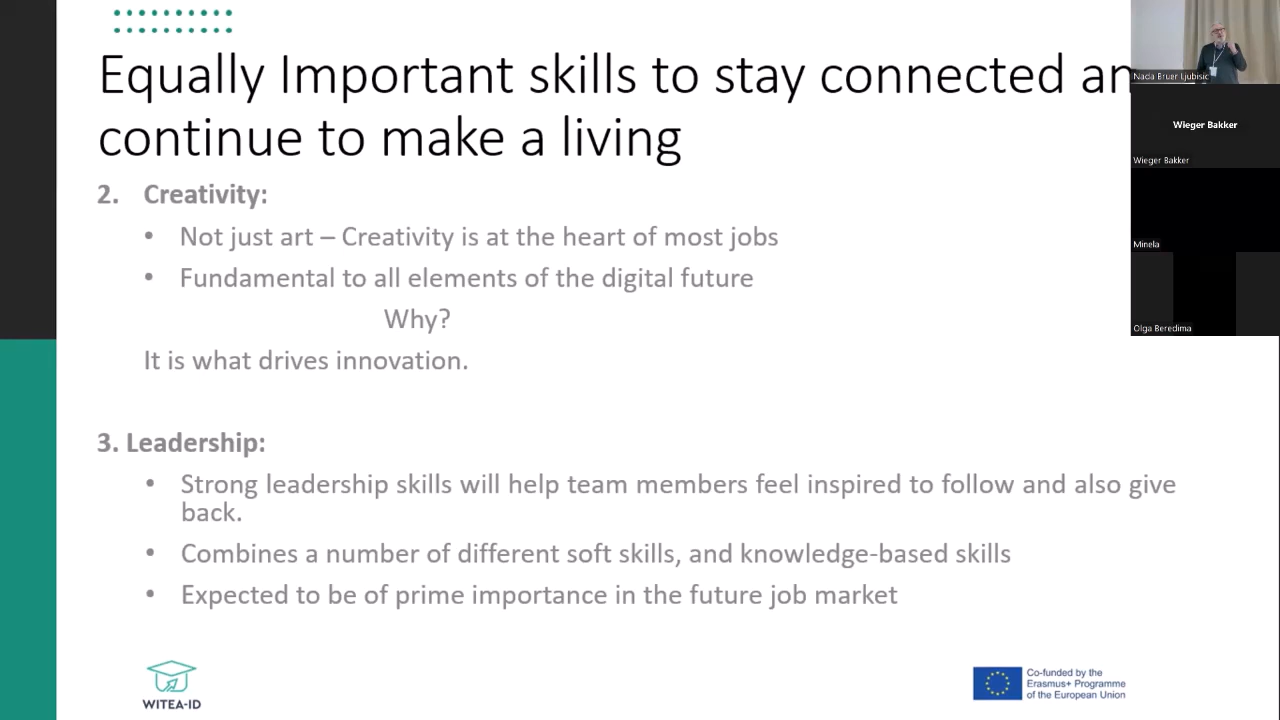 Equally Important skills to stay connected an
continue to make a living
2. Creativity:
• Not just art – Creativity is at the heart of most jobs
• Fundamental to all elements of the digital future
Why?
It is what drives innovation.
3. Leadership:
• Strong leadership skills will help team members feel inspired to follow and also give
back.
• Combines a number of different soft skills, and knowledge-based skills
• Expected to be of prime importance in the future job market
WITEA-ID
Co-funded by the
Erasmus+ Programme
of the European Union
Nada Bruer Ljubisic
Wieger Bakker
Wieger Bakker
Minela
Olga Beredima